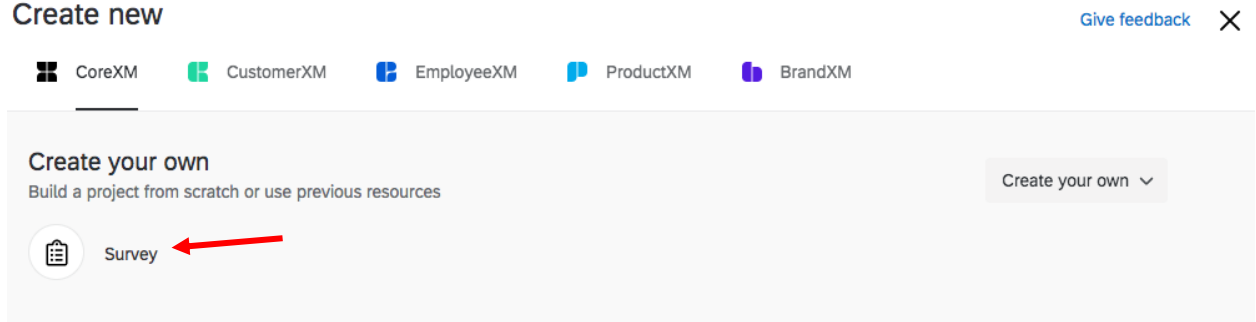 Create new
Give feedback
CoreXM CustomerXM EmployeeXM ProductXM BrandXM
Create your own
Build a project from scratch or use previous resources
Create your own
Survey